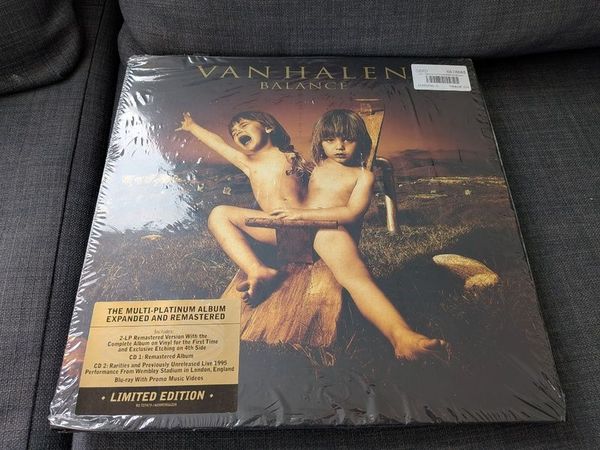 VAN HALEN
BALANCE
THE MULTI-PLATINUM ALBUM
EXPANDED AND REMASTERED
Includes:
2-LP Remastered Version With the
Complete Album on Vinyl for the First Time
and Exclusive Etching on 4th Side
CD 1: Remastered Album
CD 2: Rarities and Previously Unreleased Live 1995
Performance From Wembley Stadium in London, England
Blu-ray With Promo Music Videos
• LIMITED EDITION •